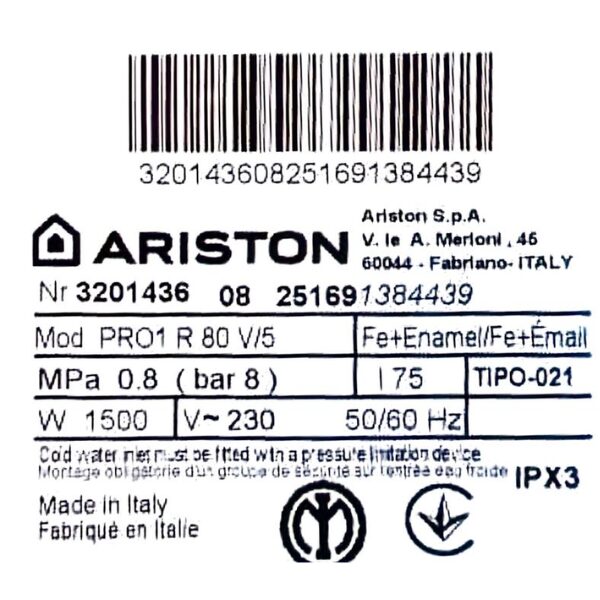 320143608251691384439
ARISTON
Ariston S.p.A.
V. le A. Merloni , 45
60044 - Fabriano- ITALY
Nr 3201436 08 251691384439
Mod PRO1 R 80 V/5 Fe+Enamel/Fe+Émail
MPa 0.8 ( bar 8 ) l 75 TIPO-021
W 1500 V~ 230 50/60 Hz
Cold water inlet must be fitted with a pressure limitation device
Montage obligatoire d'un groupe de sécurité sur l'entrée eau froide IPX3
Made in Italy
Fabriqué en Italie